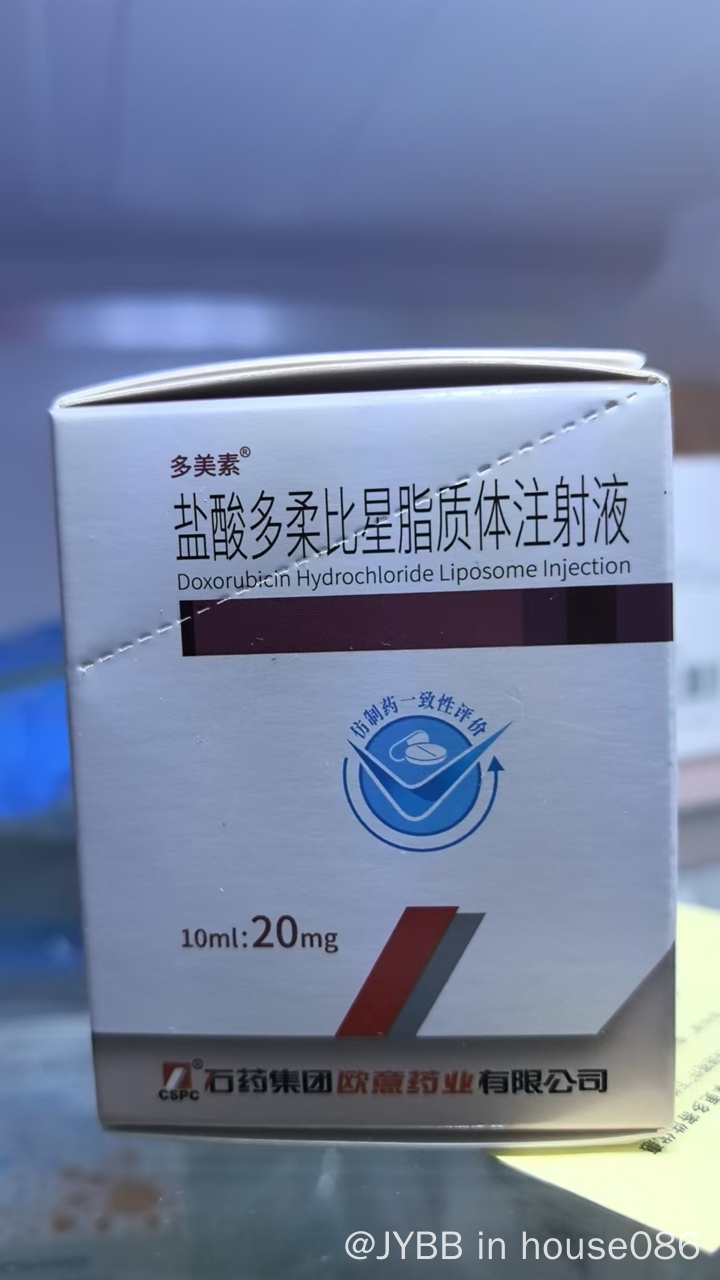 多美素®
盐酸多柔比星脂质体注射液
Doxorubicin Hydrochloride Liposome Injection
仿制药一致性评价
10ml:20mg
CSPC® 石药集团欧意药业有限公司
@JYBB in house086